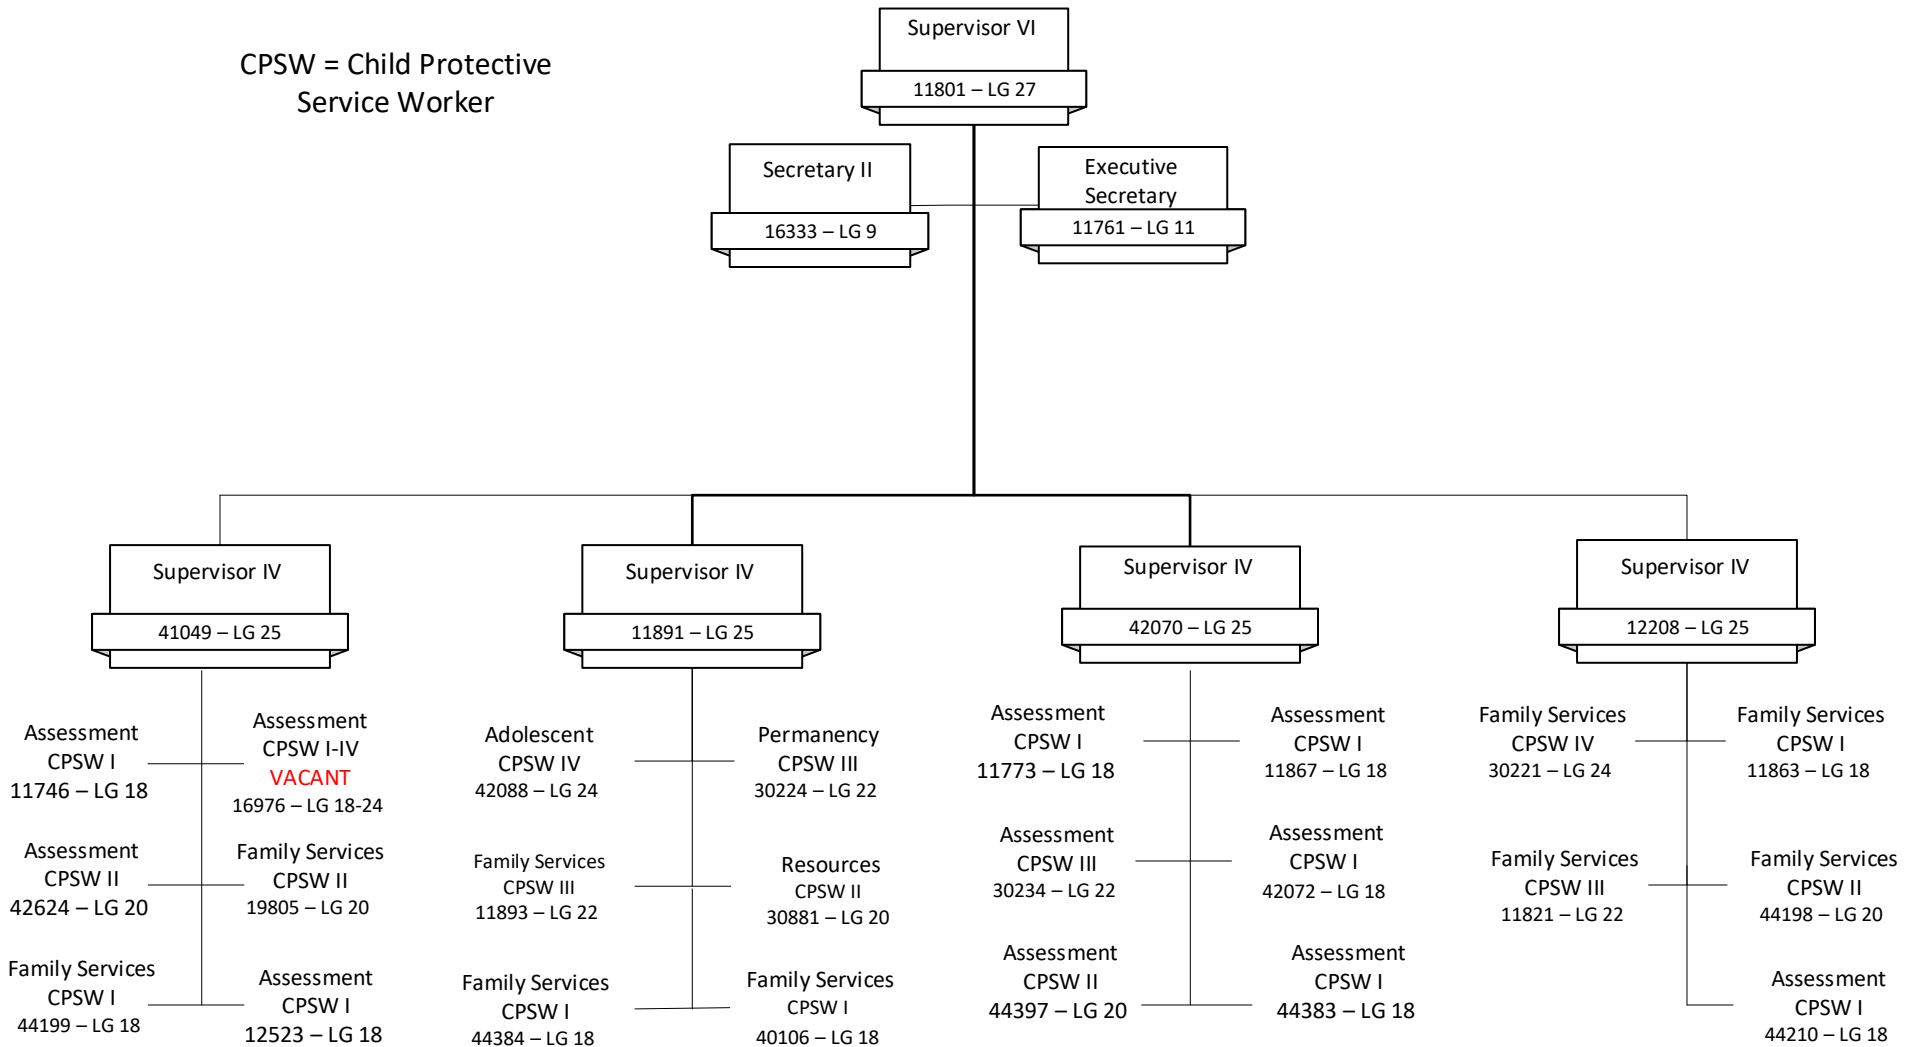 CPSW = Child Protective
Service Worker
Supervisor VI
11801 – LG 27
Secretary II
16333 – LG 9
Executive
Secretary
11761 – LG 11
Supervisor IV
41049 – LG 25
Supervisor IV
11891 – LG 25
Supervisor IV
42070 – LG 25
Supervisor IV
12208 – LG 25
Assessment
CPSW I
11746 – LG 18
Assessment
CPSW I-IV
VACANT
16976 – LG 18-24
Assessment
CPSW II
42624 – LG 20
Family Services
CPSW II
19805 – LG 20
Family Services
CPSW I
44199 – LG 18
Assessment
CPSW I
12523 – LG 18
Adolescent
CPSW IV
42088 – LG 24
Permanency
CPSW III
30224 – LG 22
Family Services
CPSW III
11893 – LG 22
Resources
CPSW II
30881 – LG 20
Family Services
CPSW I
44384 – LG 18
Family Services
CPSW I
40106 – LG 18
Assessment
CPSW I
11773 – LG 18
Assessment
CPSW I
11867 – LG 18
Assessment
CPSW III
30234 – LG 22
Assessment
CPSW I
42072 – LG 18
Assessment
CPSW II
44397 – LG 20
Assessment
CPSW I
44383 – LG 18
Family Services
CPSW IV
30221 – LG 24
Family Services
CPSW I
11863 – LG 18
Family Services
CPSW III
11821 – LG 22
Family Services
CPSW II
44198 – LG 20
Assessment
CPSW I
44210 – LG 18